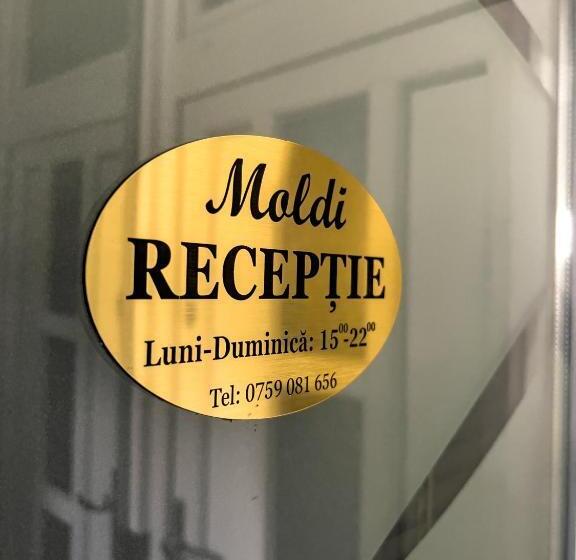 Moldi
RECEPȚIE
Luni-Duminică: 15⁰⁰-22⁰⁰
Tel: 0759 081 656